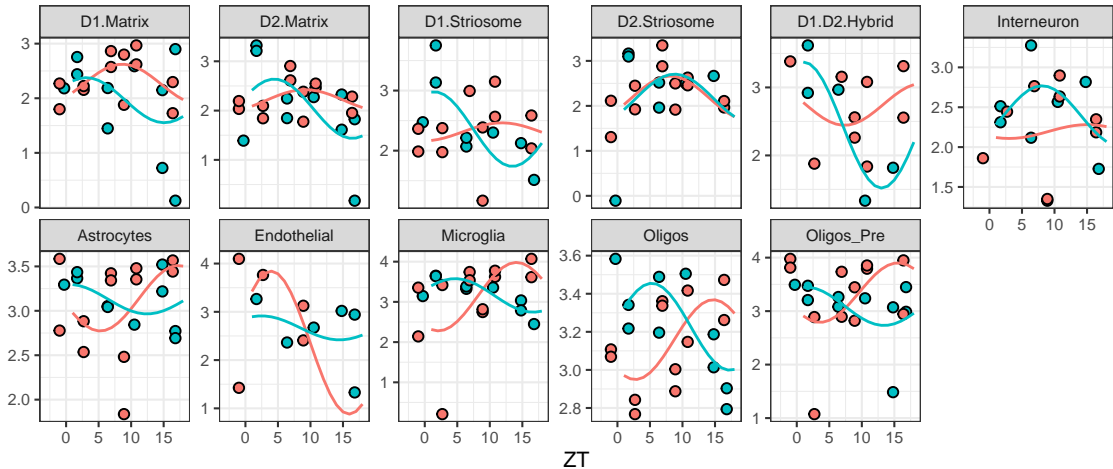 D1.Matrix D2.Matrix D1.Striosome D2.Striosome D1.D2.Hybrid Interneuron
3 2 1 0
3 2 1
3 2
3 2 1 0
3 2
3.0 2.5 2.0 1.5
0 5 10 15
Astrocytes Endothelial Microglia Oligos Oligos_Pre
3.5 3.0 2.5 2.0
4 3 2 1
4 3 2 1
3.6 3.4 3.2 3.0 2.8
4 3 2 1
0 5 10 15 0 5 10 15 0 5 10 15 0 5 10 15 0 5 10 15
ZT